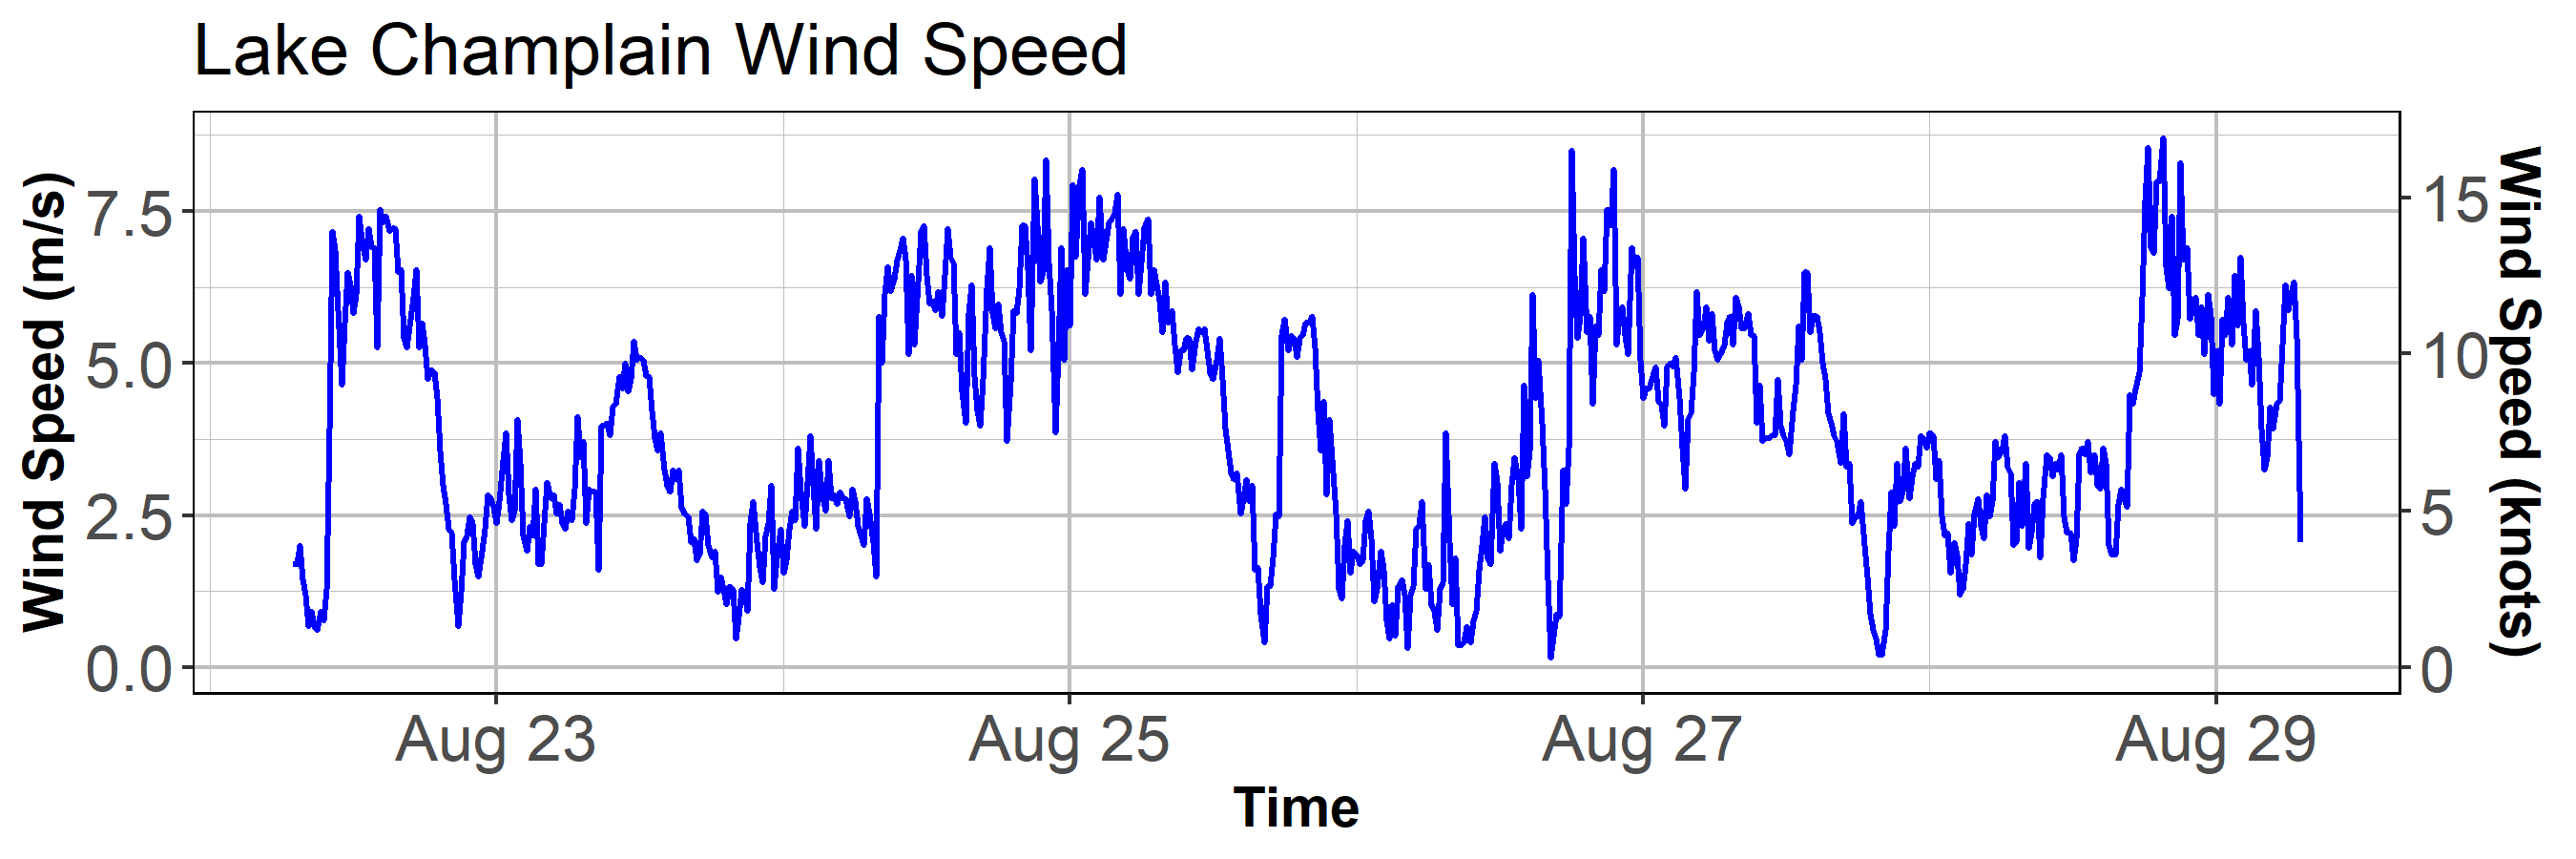 Lake Champlain Wind Speed
Wind Speed (m/s)
7.5
5.0
2.5
0.0
15
10
5
0
Wind Speed (knots)
Aug 23
Aug 25
Aug 27
Aug 29
Time